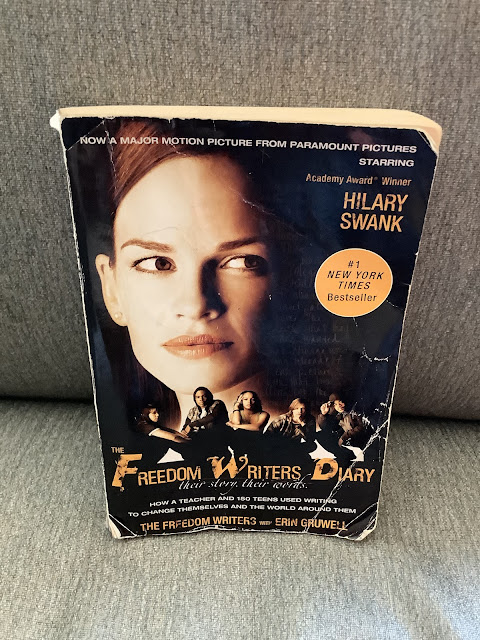 NOW A MAJOR MOTION PICTURE FROM PARAMOUNT PICTURES
STARRING
Academy Award® Winner
HILARY
SWANK
#1
NEW YORK
TIMES
Bestseller
THE
FREEDOM WRITERS DIARY
their story. their words.
HOW A TEACHER AND 150 TEENS USED WRITING
TO CHANGE THEMSELVES AND THE WORLD AROUND THEM
THE FREEDOM WRITERS WITH ERIN GRUWELL